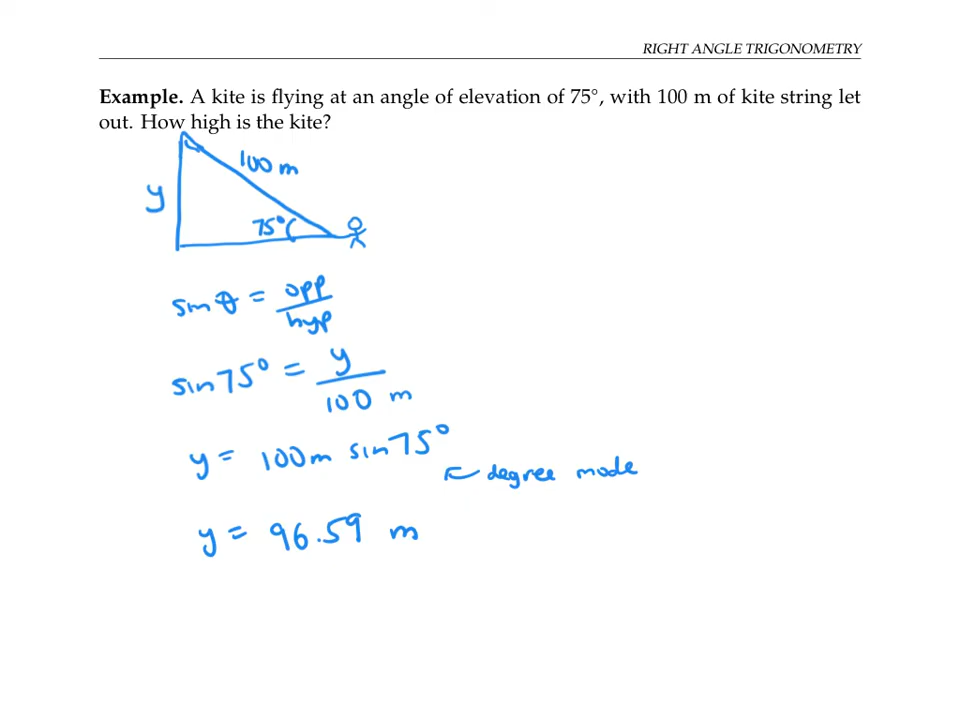 RIGHT ANGLE TRIGONOMETRY
Example. A kite is flying at an angle of elevation of 75°, with 100 m of kite string let
out. How high is the kite?
100 m
y
75°
sin θ = opp/hyp
sin 75° = y/100 m
y = 100m sin 75°
degree mode
y = 96.59 m